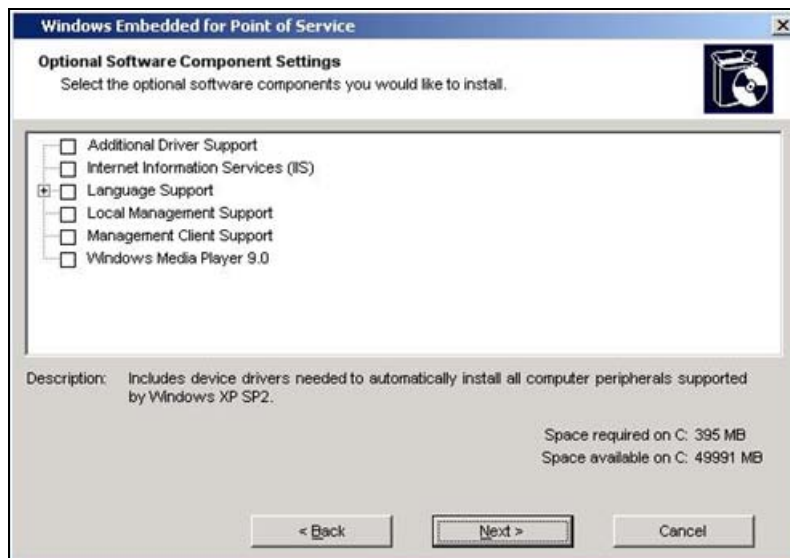 Windows Embedded for Point of Service
Optional Software Component Settings
Select the optional software components you would like to install.
Additional Driver Support
Internet Information Services (IIS)
Language Support
Local Management Support
Management Client Support
Windows Media Player 9.0
Description: Includes device drivers needed to automatically install all computer peripherals supported
by Windows XP SP2.
Space required on C: 395 MB
Space available on C: 49991 MB
< Back Next > Cancel